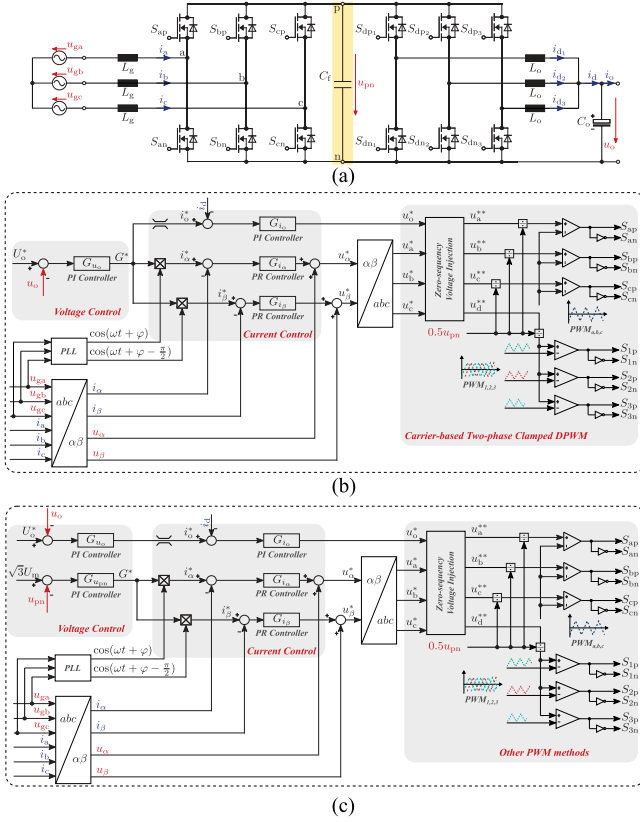 p
S_ap S_bp S_cp S_dp1 S_dp2 S_dp3
u_ga i_a a
L_g
u_gb i_b b
L_g
u_gc i_c c
L_g
C_f u_pn
L_o i_d1
L_o i_d2 i_d i_o
L_o i_d3
C_o u_o
S_an S_bn S_cn S_dn1 S_dn2 S_dn3
n
(a)
i_d
i_o^* G_io u_o^* u_a^** S_ap
PI Controller S_an
U_o^* G_uo G^* i_α^* G_iα u_α^* αβ u_a^* u_b^** S_bp
u_o PI Controller PR Controller S_bn
i_β^* G_iβ u_β^* abc u_b^* u_c^** S_cp
PR Controller u_c^* u_d^** S_cn
Zero-sequency
Voltage Injection
Voltage Control Current Control
0.5u_pn PWM_a,b,c
cos(ωt + φ)
PLL
cos(ωt + φ − π/2)
PWM_1,2,3
S_1p
S_1n
S_2p
S_2n
S_3p
S_3n
u_ga abc i_α
u_gb
u_gc i_β
i_a
i_b u_α
i_c αβ u_β
Carrier-based Two-phase Clamped DPWM
(b)
u_o i_d
U_o^* G_uo i_o^* G_io u_o^* u_a^** S_ap
PI Controller PI Controller S_an
√3U_m G_upn G^* i_α^* G_iα u_α^* αβ u_a^* u_b^** S_bp
u_pn PI Controller PR Controller S_bn
i_β^* G_iβ u_β^* abc u_b^* u_c^** S_cp
PR Controller u_c^* u_d^** S_cn
Zero-sequency
Voltage Injection
Voltage Control Current Control
0.5u_pn PWM_a,b,c
cos(ωt + φ)
PLL
cos(ωt + φ − π/2)
PWM_1,2,3
S_1p
S_1n
S_2p
S_2n
S_3p
S_3n
u_ga abc i_α
u_gb
u_gc i_β
i_a
i_b u_α
i_c αβ u_β
Other PWM methods
(c)